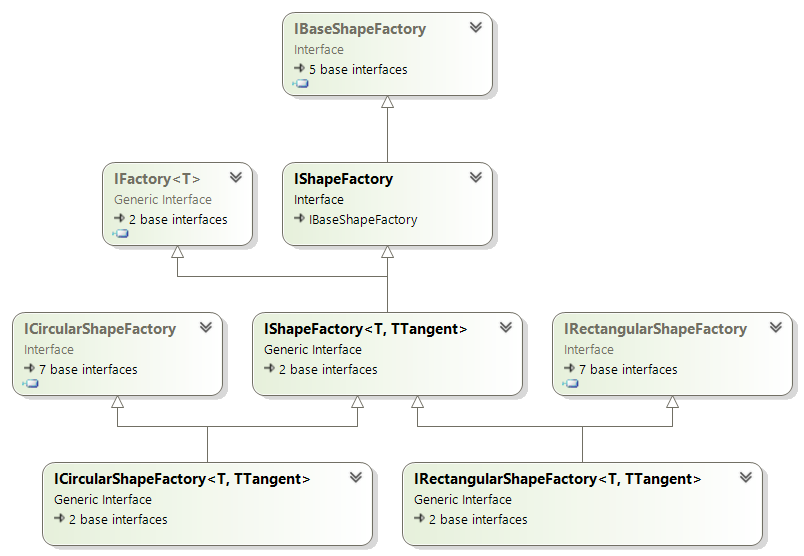 IBaseShapeFactory
Interface
5 base interfaces
IFactory<T>
Generic Interface
2 base interfaces
IShapeFactory
Interface
IBaseShapeFactory
ICircularShapeFactory
Interface
7 base interfaces
IShapeFactory<T, TTangent>
Generic Interface
2 base interfaces
IRectangularShapeFactory
Interface
7 base interfaces
ICircularShapeFactory<T, TTangent>
Generic Interface
2 base interfaces
IRectangularShapeFactory<T, TTangent>
Generic Interface
2 base interfaces